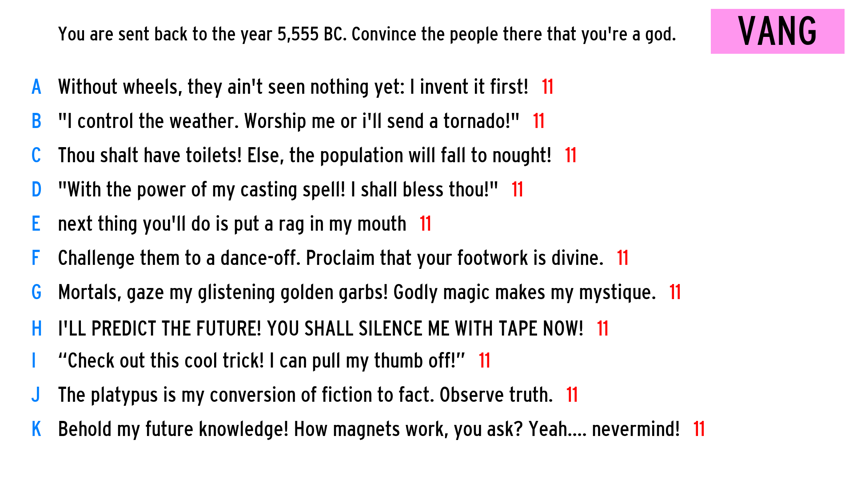 You are sent back to the year 5,555 BC. Convince the people there that you're a god.
VANG
A Without wheels, they ain't seen nothing yet: I invent it first! 11
B "I control the weather. Worship me or i'll send a tornado!" 11
C Thou shalt have toilets! Else, the population will fall to nought! 11
D "With the power of my casting spell! I shall bless thou!" 11
E next thing you'll do is put a rag in my mouth 11
F Challenge them to a dance-off. Proclaim that your footwork is divine. 11
G Mortals, gaze my glistening golden garbs! Godly magic makes my mystique. 11
H I'LL PREDICT THE FUTURE! YOU SHALL SILENCE ME WITH TAPE NOW! 11
I “Check out this cool trick! I can pull my thumb off!” 11
J The platypus is my conversion of fiction to fact. Observe truth. 11
K Behold my future knowledge! How magnets work, you ask? Yeah.... nevermind! 11